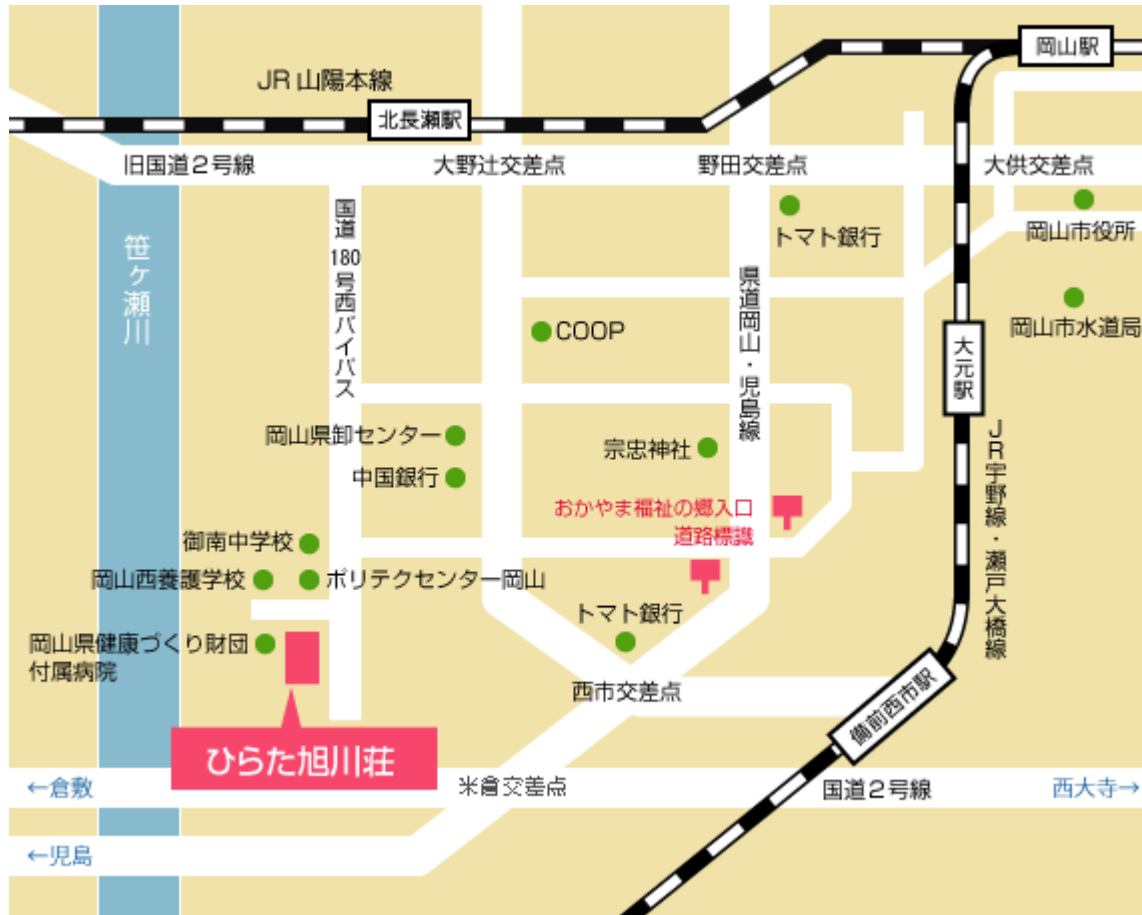 岡山駅
JR山陽本線
北長瀬駅
旧国道2号線
大野辻交差点
野田交差点
大供交差点
国道180号西バイパス
笹ヶ瀬川
トマト銀行
岡山市役所
県道岡山・児島線
岡山市水道局
COOP
大元駅
岡山県卸センター
宗忠神社
JR宇野線・瀬戸大橋線
中国銀行
おかやま福祉の郷入口
道路標識
御南中学校
岡山西養護学校
ポリテクセンター岡山
トマト銀行
岡山県健康づくり財団
付属病院
西市交差点
備前西市駅
ひらた旭川荘
←倉敷
米倉交差点
国道2号線
西大寺→
←児島